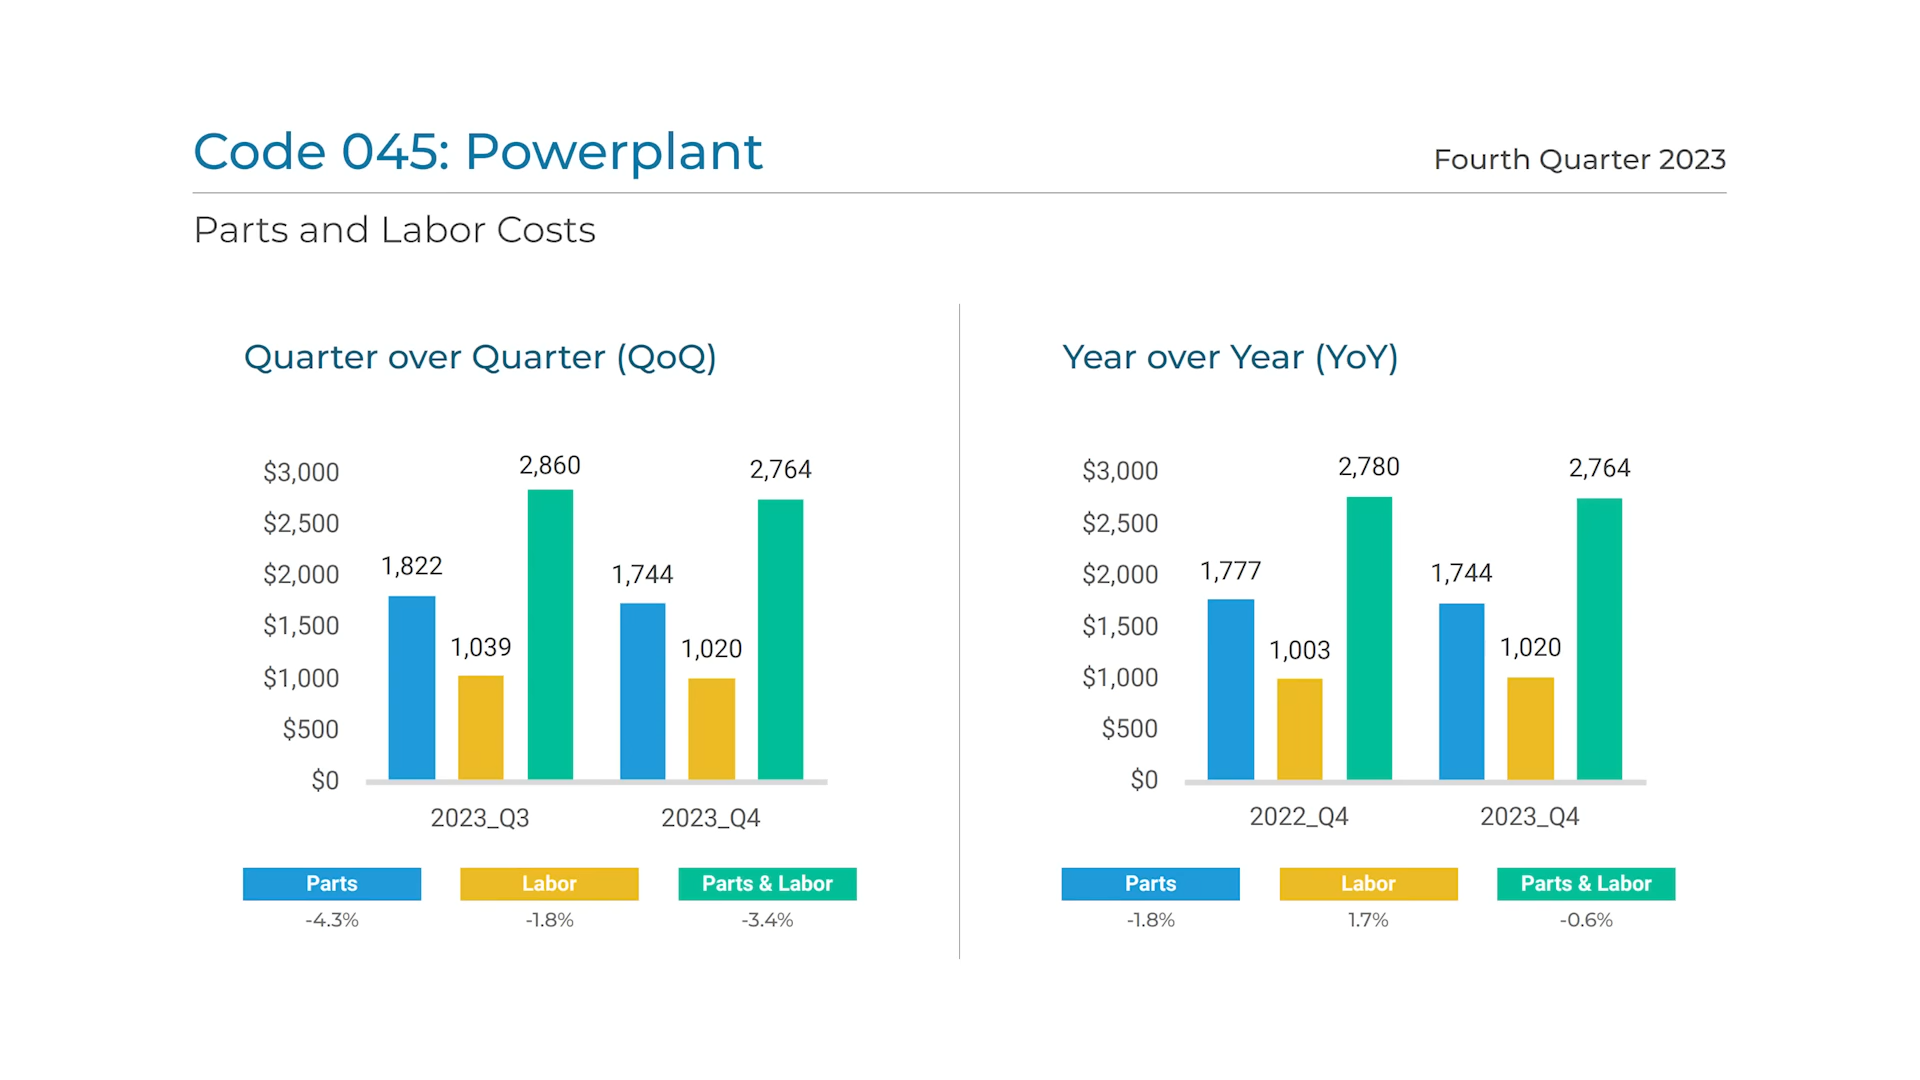 Code 045: Powerplant
Fourth Quarter 2023
Parts and Labor Costs
Quarter over Quarter (QoQ)
$3,000
$2,500
$2,000
$1,500
$1,000
$500
$0
1,822
1,039
2,860
1,744
1,020
2,764
2023_Q3
2023_Q4
Parts
Labor
Parts & Labor
-4.3%
-1.8%
-3.4%
Year over Year (YoY)
$3,000
$2,500
$2,000
$1,500
$1,000
$500
$0
1,777
1,003
2,780
1,744
1,020
2,764
2022_Q4
2023_Q4
Parts
Labor
Parts & Labor
-1.8%
1.7%
-0.6%